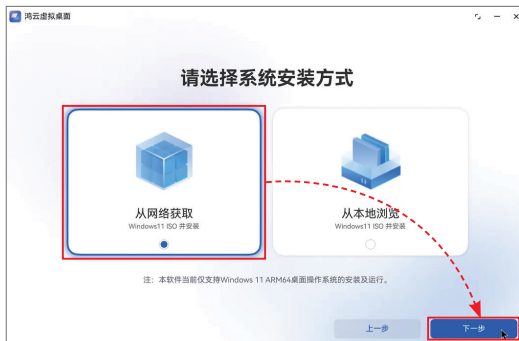 鸿云虚拟桌面
请选择系统安装方式
从网络获取
Windows11 ISO 并安装
从本地浏览
Windows11 ISO 并安装
注：本软件当前仅支持Windows 11 ARM64桌面操作系统的安装及运行。
上一步
下一步